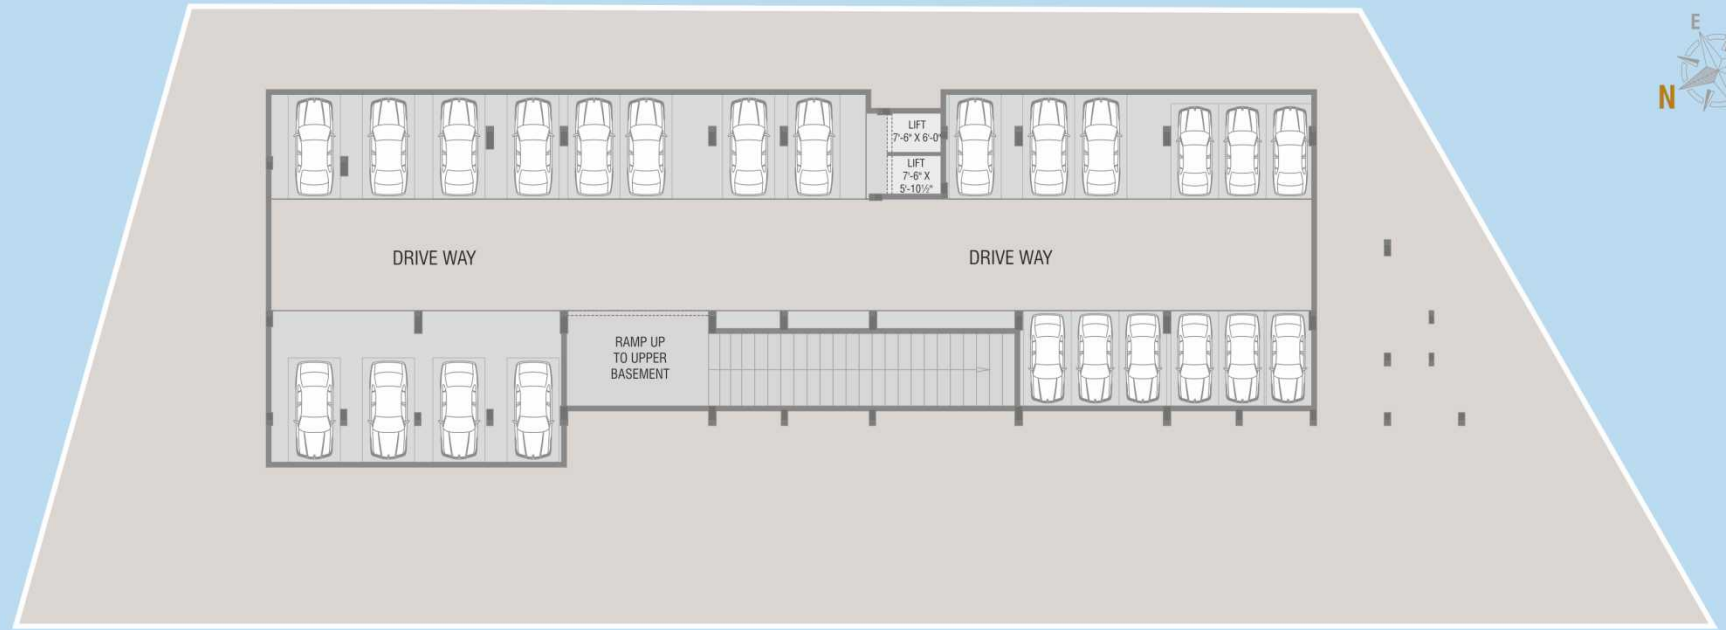 E
N
LIFT
7'-6" X 6'-0"
LIFT
7'-6" X
5'-10½"
DRIVE WAY
DRIVE WAY
RAMP UP
TO UPPER
BASEMENT